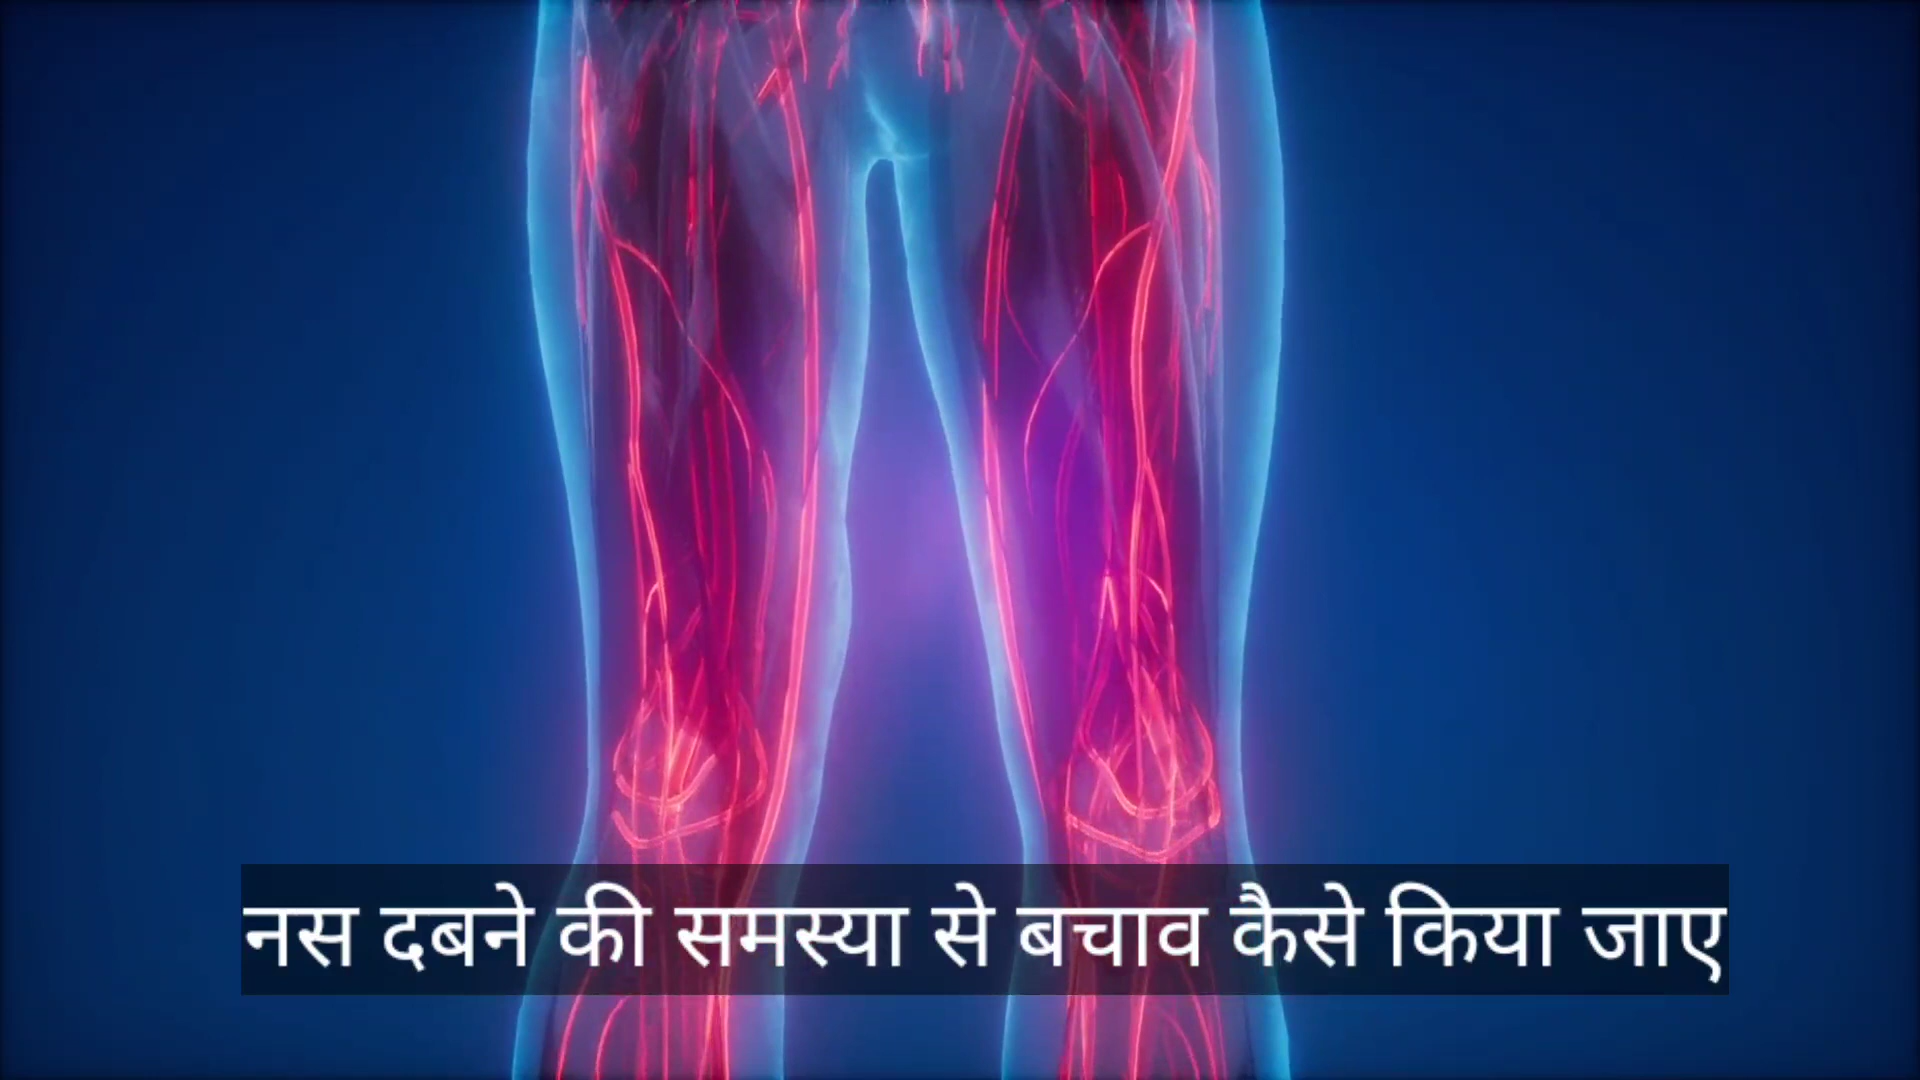 नस दबने की समस्या से बचाव कैसे किया जाए